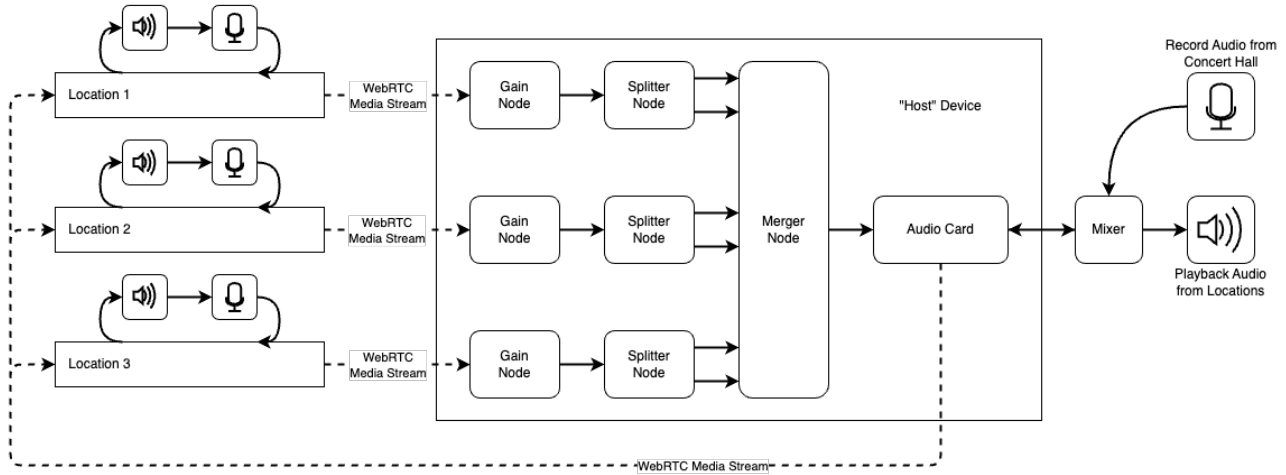 Record Audio from
Concert Hall
Location 1
WebRTC
Media Stream
Gain
Node
Splitter
Node
"Host" Device
Location 2
WebRTC
Media Stream
Gain
Node
Splitter
Node
Merger
Node
Audio Card
Mixer
Playback Audio
from Locations
Location 3
WebRTC
Media Stream
Gain
Node
Splitter
Node
WebRTC Media Stream